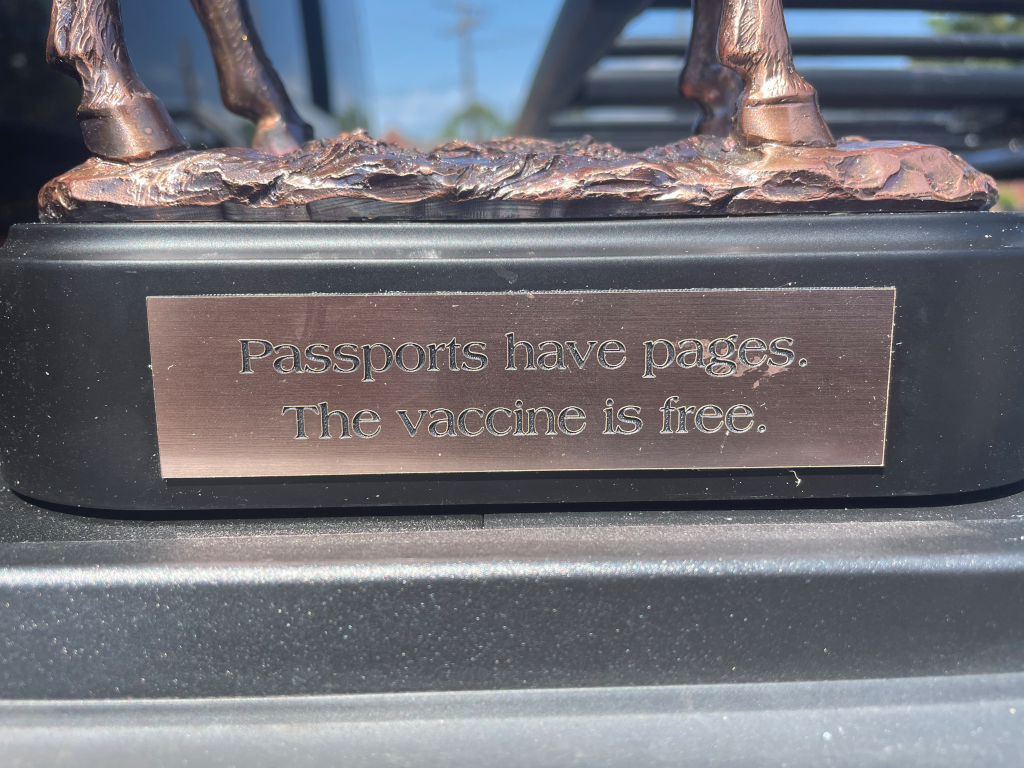 Passports have pages.
The vaccine is free.